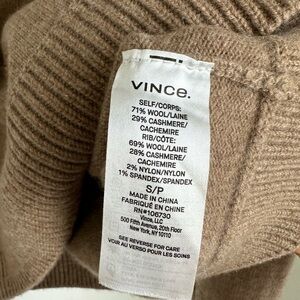 VINCE.
SELF/CORPS:
71% WOOL/LAINE
29% CASHMERE/
CACHEMIRE
RIB/CÔTE:
69% WOOL/LAINE
28% CASHMERE/
CACHEMIRE
2% NYLON/NYLON
1% SPANDEX/SPANDEX
S/P
MADE IN CHINA
FABRIQUÉ EN CHINE
RN#106730
Vince, LLC
500 Fifth Avenue, 20th Floor
New York, NY 10110
SEE REVERSE FOR CARE
VOIR AU VERSO POUR LES SOINS